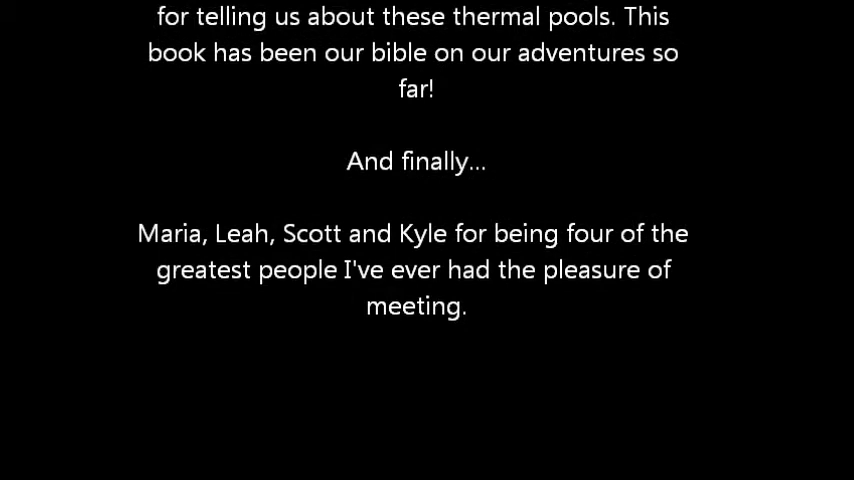 for telling us about these thermal pools. This
book has been our bible on our adventures so
far!
And finally...
Maria, Leah, Scott and Kyle for being four of the
greatest people I've ever had the pleasure of
meeting.